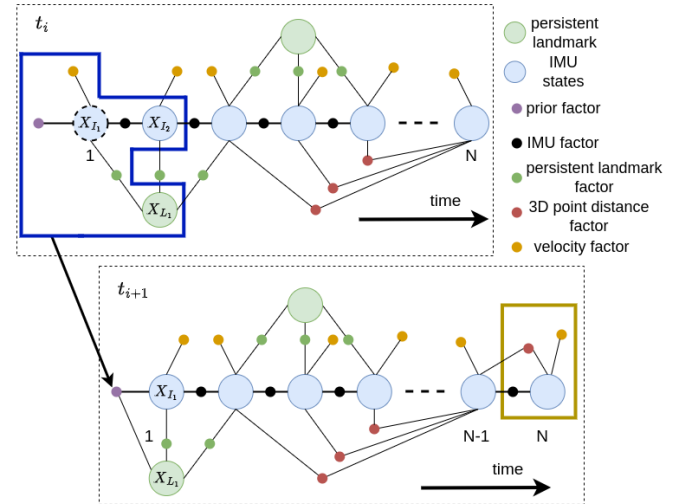 t_i
X_{I_1}
X_{I_2}
1
N
X_{L_1}
time
persistent
landmark
IMU
states
prior factor
IMU factor
persistent landmark
factor
3D point distance
factor
velocity factor
t_{i+1}
X_{I_1}
1
N-1
N
X_{L_1}
time